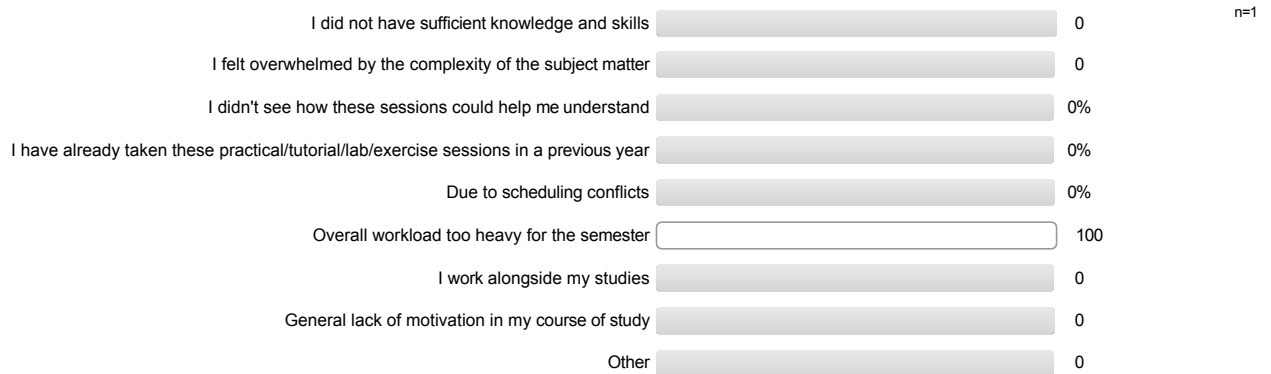 n=1
I did not have sufficient knowledge and skills 0
I felt overwhelmed by the complexity of the subject matter 0
I didn't see how these sessions could help me understand 0%
I have already taken these practical/tutorial/lab/exercise sessions in a previous year 0%
Due to scheduling conflicts 0%
Overall workload too heavy for the semester 100
I work alongside my studies 0
General lack of motivation in my course of study 0
Other 0